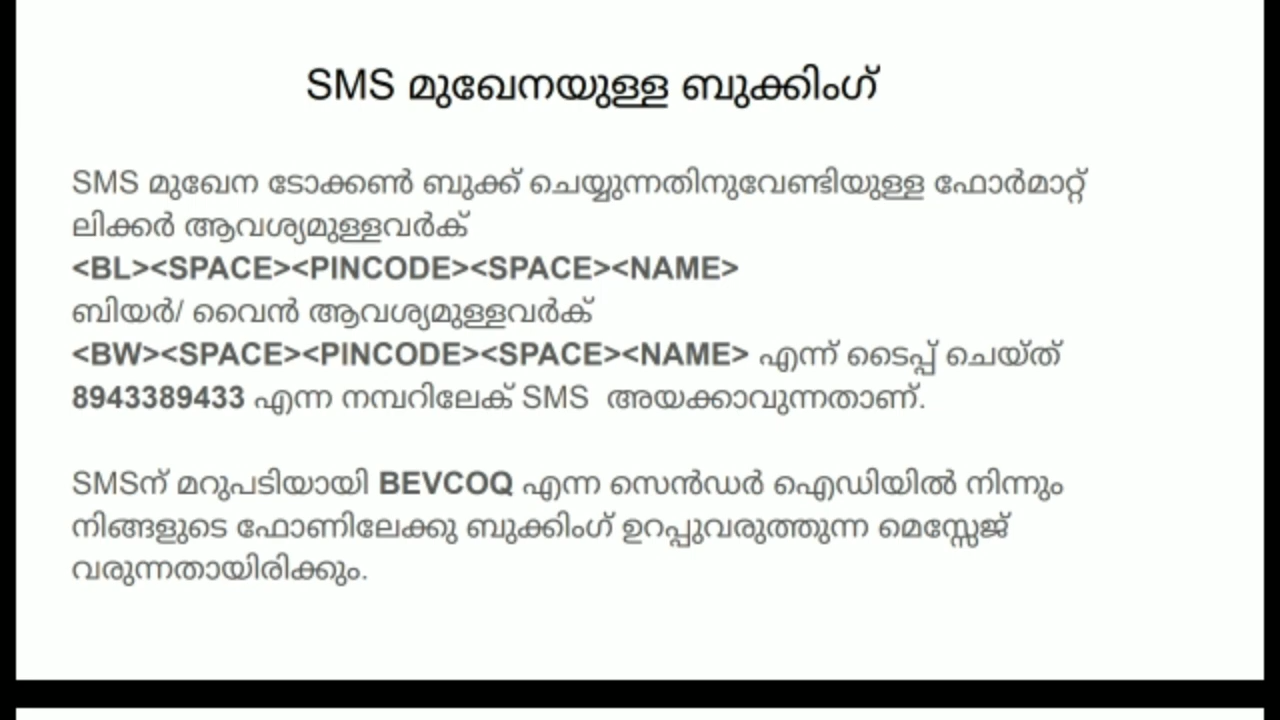 SMS മുഖേനയുള്ള ബുക്കിംഗ്
SMS മുഖേന ടോക്കൺ ബുക്ക് ചെയ്യുന്നതിനുവേണ്ടിയുള്ള ഫോർമാറ്റ്
ലിക്കർ ആവശ്യമുള്ളവർക്
<BL><SPACE><PINCODE><SPACE><NAME>
ബിയർ/ വൈൻ ആവശ്യമുള്ളവർക്
<BW><SPACE><PINCODE><SPACE><NAME> എന്ന് ടൈപ്പ് ചെയ്ത്
8943389433 എന്ന നമ്പറിലേക് SMS അയക്കാവുന്നതാണ്.
SMSന് മറുപടിയായി BEVCOQ എന്ന സെൻഡർ ഐഡിയിൽ നിന്നും
നിങ്ങളുടെ ഫോണിലേക്കു ബുക്കിംഗ് ഉറപ്പുവരുത്തുന്ന മെസ്സേജ്
വരുന്നതായിരിക്കും.